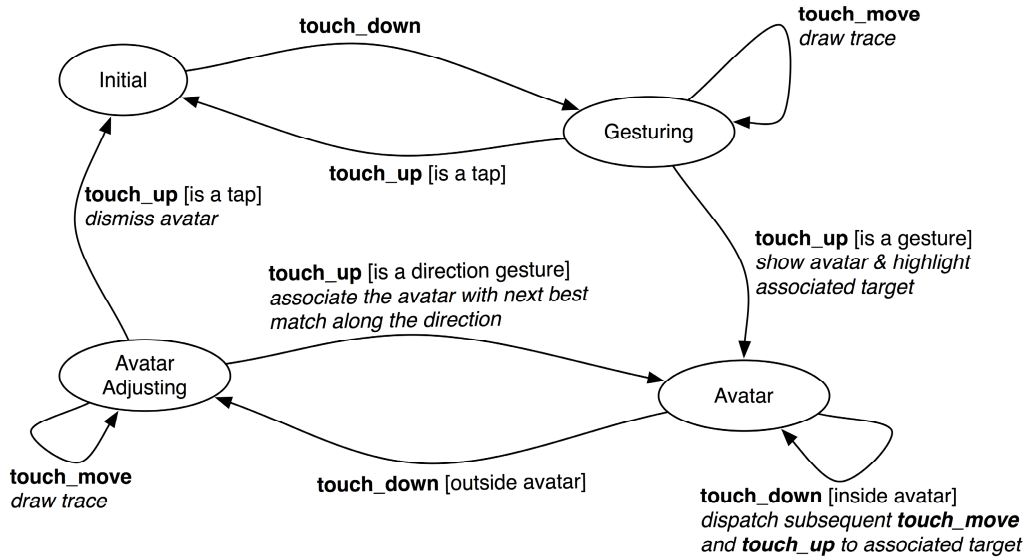 touch_down
touch_move
draw trace
Initial
Gesturing
touch_up [is a tap]
touch_up [is a tap]
dismiss avatar
touch_up [is a gesture]
show avatar & highlight
associated target
touch_up [is a direction gesture]
associate the avatar with next best
match along the direction
Avatar
Adjusting
Avatar
touch_move
draw trace
touch_down [outside avatar]
touch_down [inside avatar]
dispatch subsequent touch_move
and touch_up to associated target